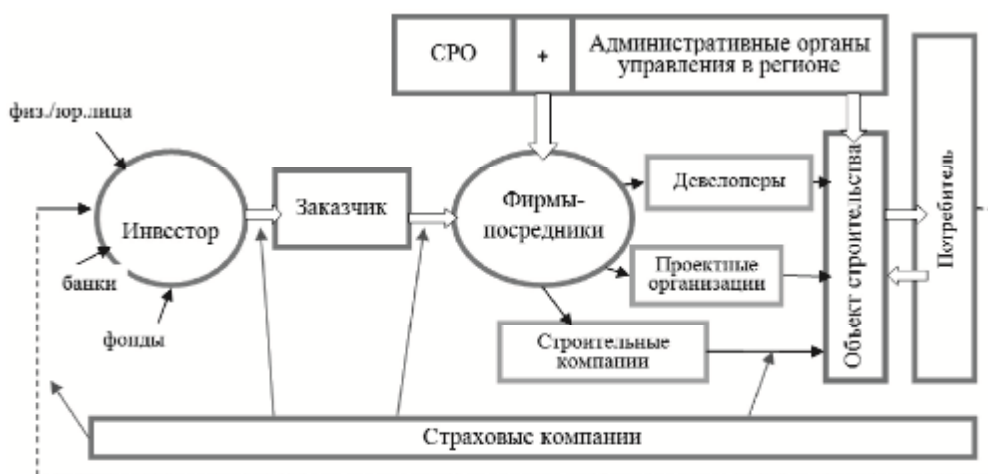 СРО
+
Административные органы
управления в регионе
физ./юр.лица
Инвестор
банки
фонды
Заказчик
Фирмы-
посредники
Девелоперы
Проектные
организации
Строительные
компании
Объект строительства
Потребитель
Страховые компании